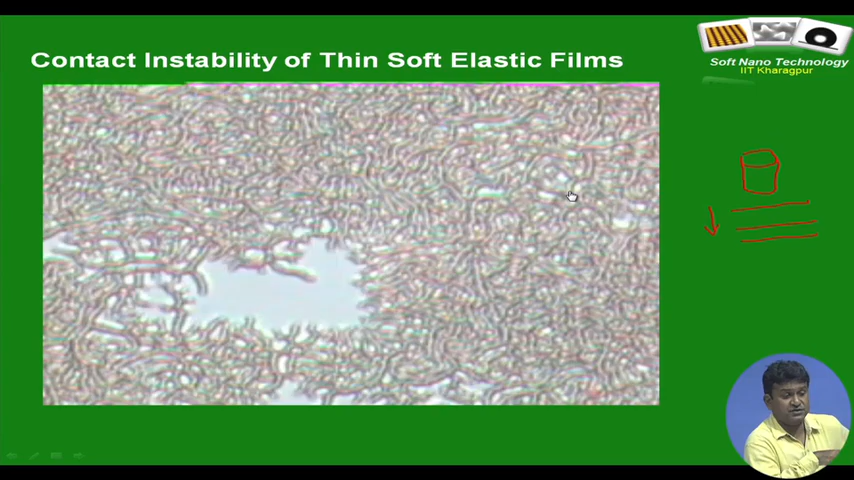 Contact Instability of Thin Soft Elastic Films
Soft Nano Technology
IIT Kharagpur